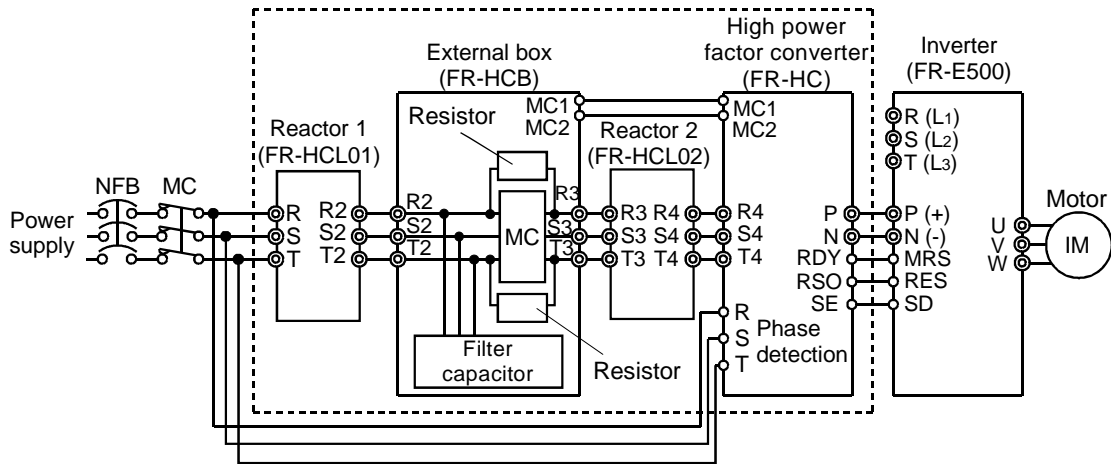 High power
factor converter
(FR-HC)
External box
(FR-HCB)
Inverter
(FR-E500)
MC1
MC2
MC1
MC2
Resistor
Reactor 1
(FR-HCL01)
Reactor 2
(FR-HCL02)
R (L1)
S (L2)
T (L3)
NFB
MC
Motor
Power
supply
R
S
T
R2
S2
T2
R2
S2
T2
MC
R3
S3
T3
R3
S3
T3
R4
S4
T4
R4
S4
T4
P
N
RDY
RSO
SE
P (+)
N (-)
MRS
RES
SD
U
V
W
IM
R
S
T
Phase
detection
Filter
capacitor
Resistor